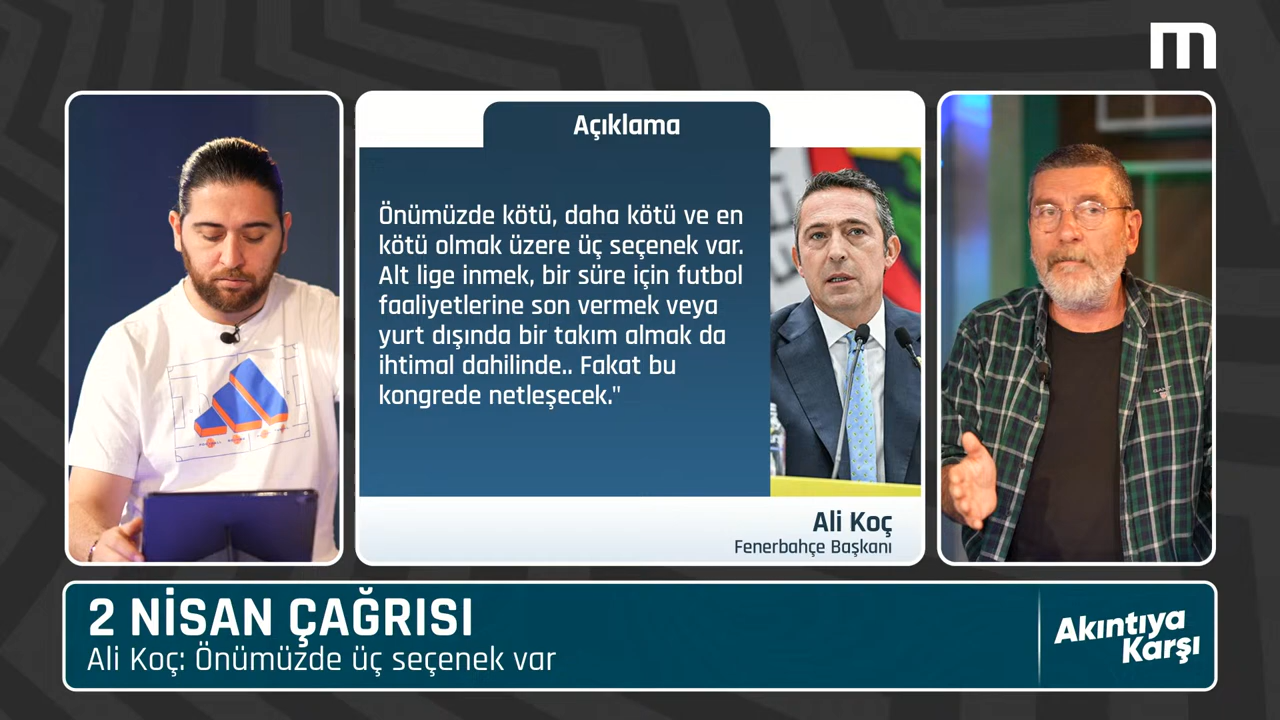 m
Açıklama
Önümüzde kötü, daha kötü ve en
kötü olmak üzere üç seçenek var.
Alt lige inmek, bir süre için futbol
faaliyetlerine son vermek veya
yurt dışında bir takım almak da
ihtimal dahilinde.. Fakat bu
kongrede netleşecek."
Ali Koç
Fenerbahçe Başkanı
2 NİSAN ÇAĞRISI
Ali Koç: Önümüzde üç seçenek var
Akıntıya
Karşı